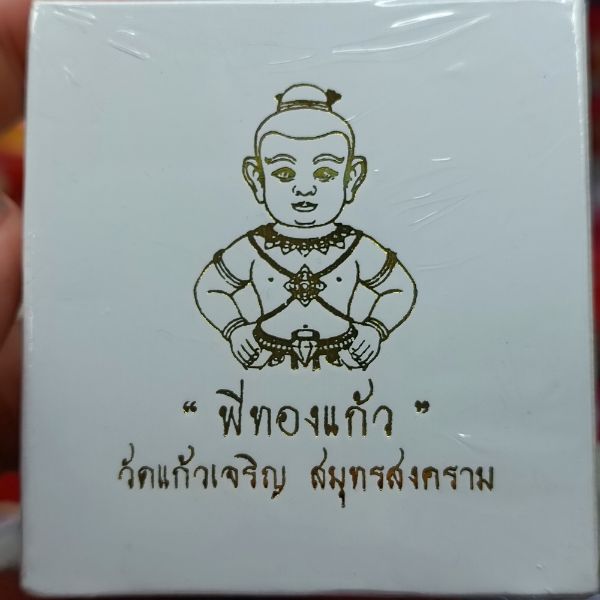 “ พี่ทองแก้ว ”
วัดแก้วเจริญ สมุทรสงคราม